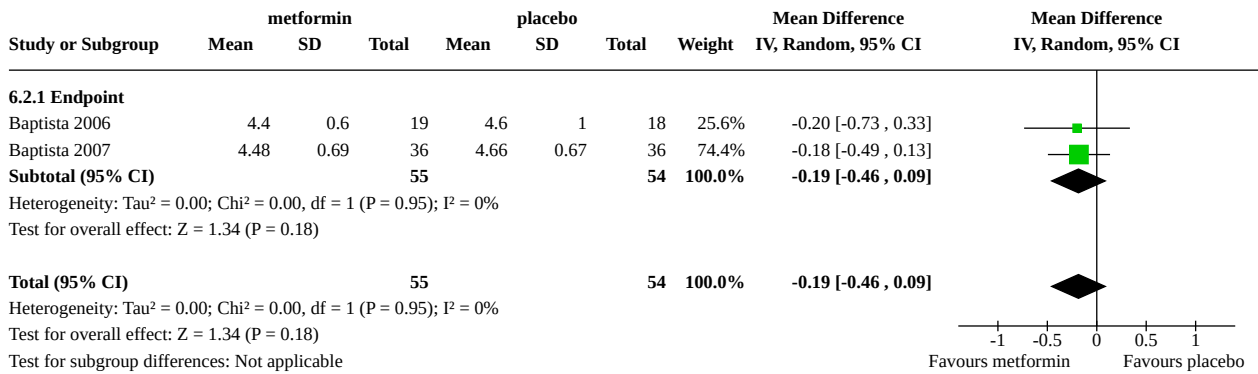 metformin placebo Mean Difference Mean Difference
Study or Subgroup Mean SD Total Mean SD Total Weight IV, Random, 95% CI IV, Random, 95% CI
6.2.1 Endpoint
Baptista 2006 4.4 0.6 19 4.6 1 18 25.6% -0.20 [-0.73 , 0.33]
Baptista 2007 4.48 0.69 36 4.66 0.67 36 74.4% -0.18 [-0.49 , 0.13]
Subtotal (95% CI) 55 54 100.0% -0.19 [-0.46 , 0.09]
Heterogeneity: Tau² = 0.00; Chi² = 0.00, df = 1 (P = 0.95); I² = 0%
Test for overall effect: Z = 1.34 (P = 0.18)
Total (95% CI) 55 54 100.0% -0.19 [-0.46 , 0.09]
Heterogeneity: Tau² = 0.00; Chi² = 0.00, df = 1 (P = 0.95); I² = 0%
Test for overall effect: Z = 1.34 (P = 0.18)
-1 -0.5 0 0.5 1
Test for subgroup differences: Not applicable Favours metformin Favours placebo